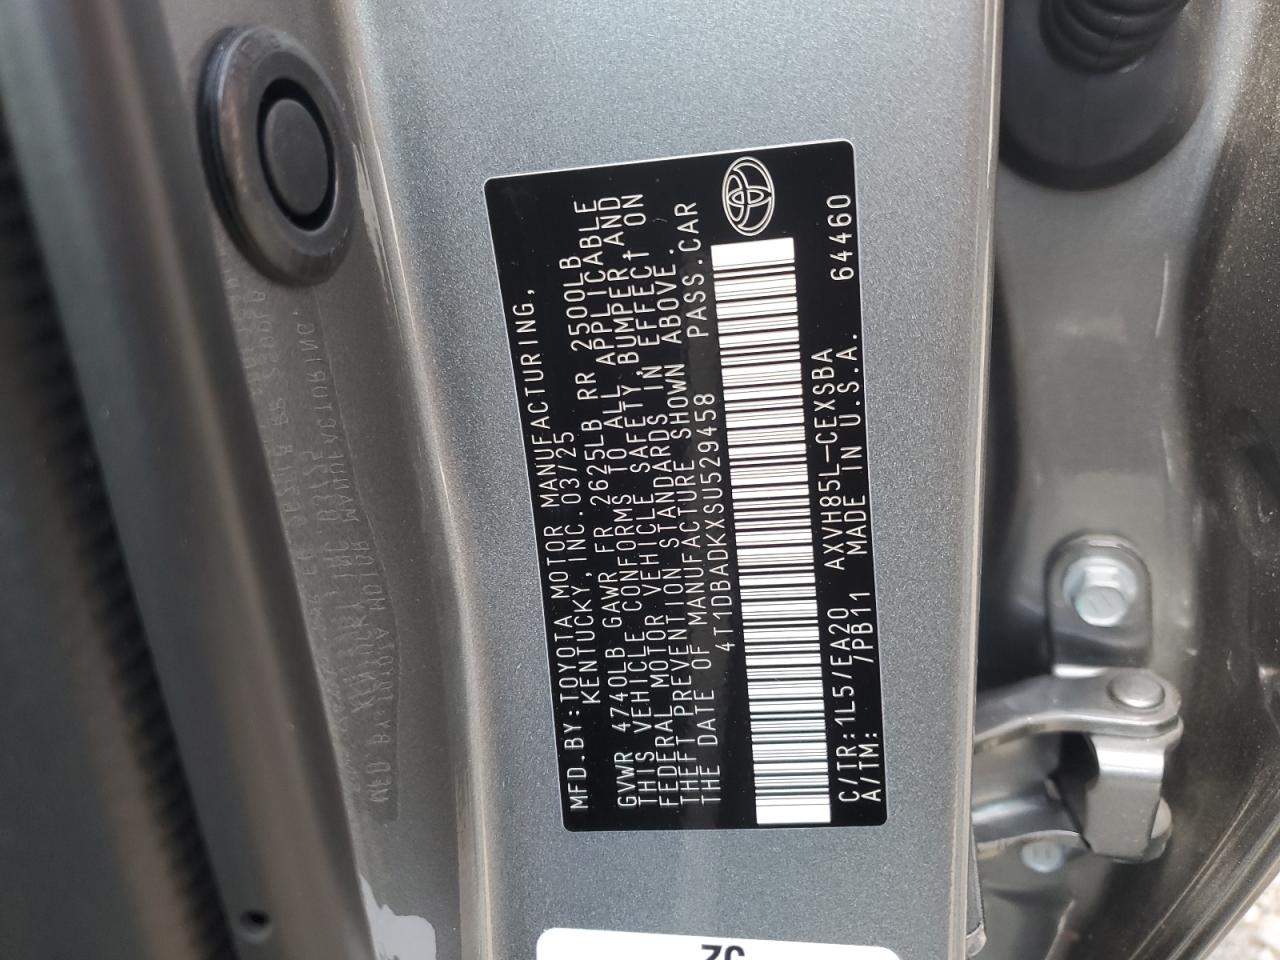 MFD.BY:TOYOTA MOTOR MANUFACTURING,
KENTUCKY, INC. 03/25
GVWR 4740LB GAWR FR 2625LB RR 2500LB
THIS VEHICLE CONFORMS TO ALL APPLICABLE
FEDERAL MOTOR VEHICLE SAFETY, BUMPER, AND
THEFT PREVENTION STANDARDS IN EFFECT ON
THE DATE OF MANUFACTURE SHOWN ABOVE.
4T1DBADKXSU529458 PASS.CAR
C/TR:1L5/EA20 AXVH85L-CEXSBA
A/TM: /PB11 MADE IN U.S.A. 64460